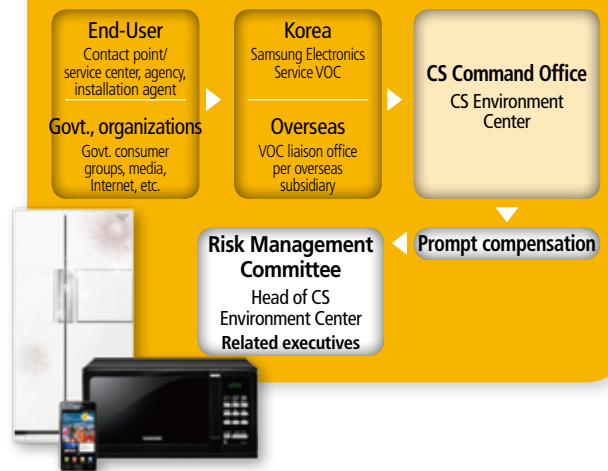 End-User
Contact point/
service center, agency,
installation agent
Govt., organizations
Govt. consumer
groups, media,
Internet, etc.
Korea
Samsung Electronics
Service VOC
Overseas
VOC liaison office
per overseas
subsidiary
CS Command Office
CS Environment
Center
Prompt compensation
Risk Management
Committee
Head of CS
Environment Center
Related executives
SAMSUNG